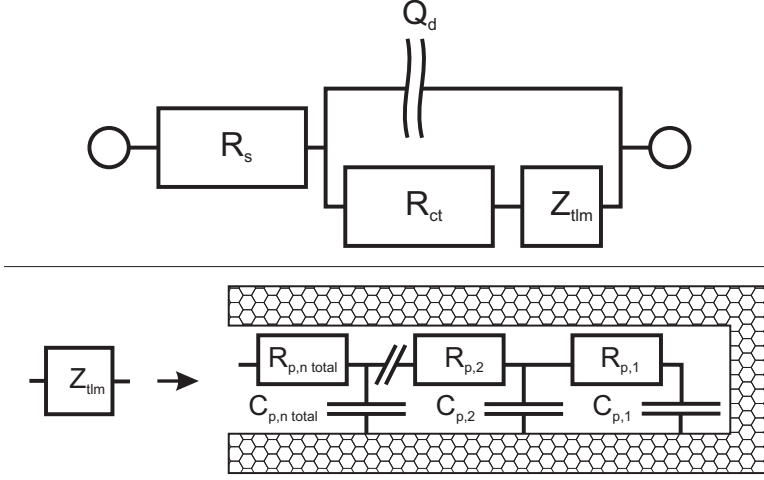 Q_d
R_s
R_ct
Z_tlm
Z_tlm
R_p,n total
R_p,2
R_p,1
C_p,n total
C_p,2
C_p,1